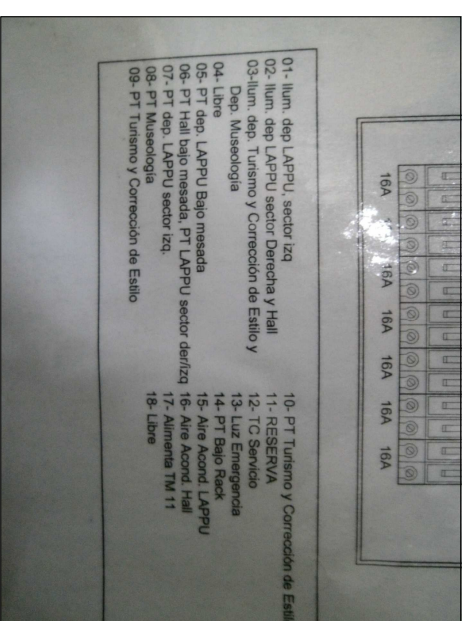 16A
16A
16A
16A
16A
16A
01- Ilum. dep LAPPU, sector izq
02- Ilum. dep LAPPU sector Derecha y Hall
03-Ilum. dep. Turismo y Corrección de Estilo y
Dep. Museología
04- Libre
05- PT dep. LAPPU Bajo mesada
06- PT Hall bajo mesada, PT LAPPU sector der/izq
07- PT dep. LAPPU sector izq.
08- PT Museología
09- PT Turismo y Corrección de Estilo
10- PT Turismo y Corrección de Estil
11- RESERVA
12- TC Servicio
13- Luz Emergencia
14- PT Bajo Rack
15- Aire Acond. LAPPU
16- Aire Acond. Hall
17- Alimenta TM 11
18- Libre